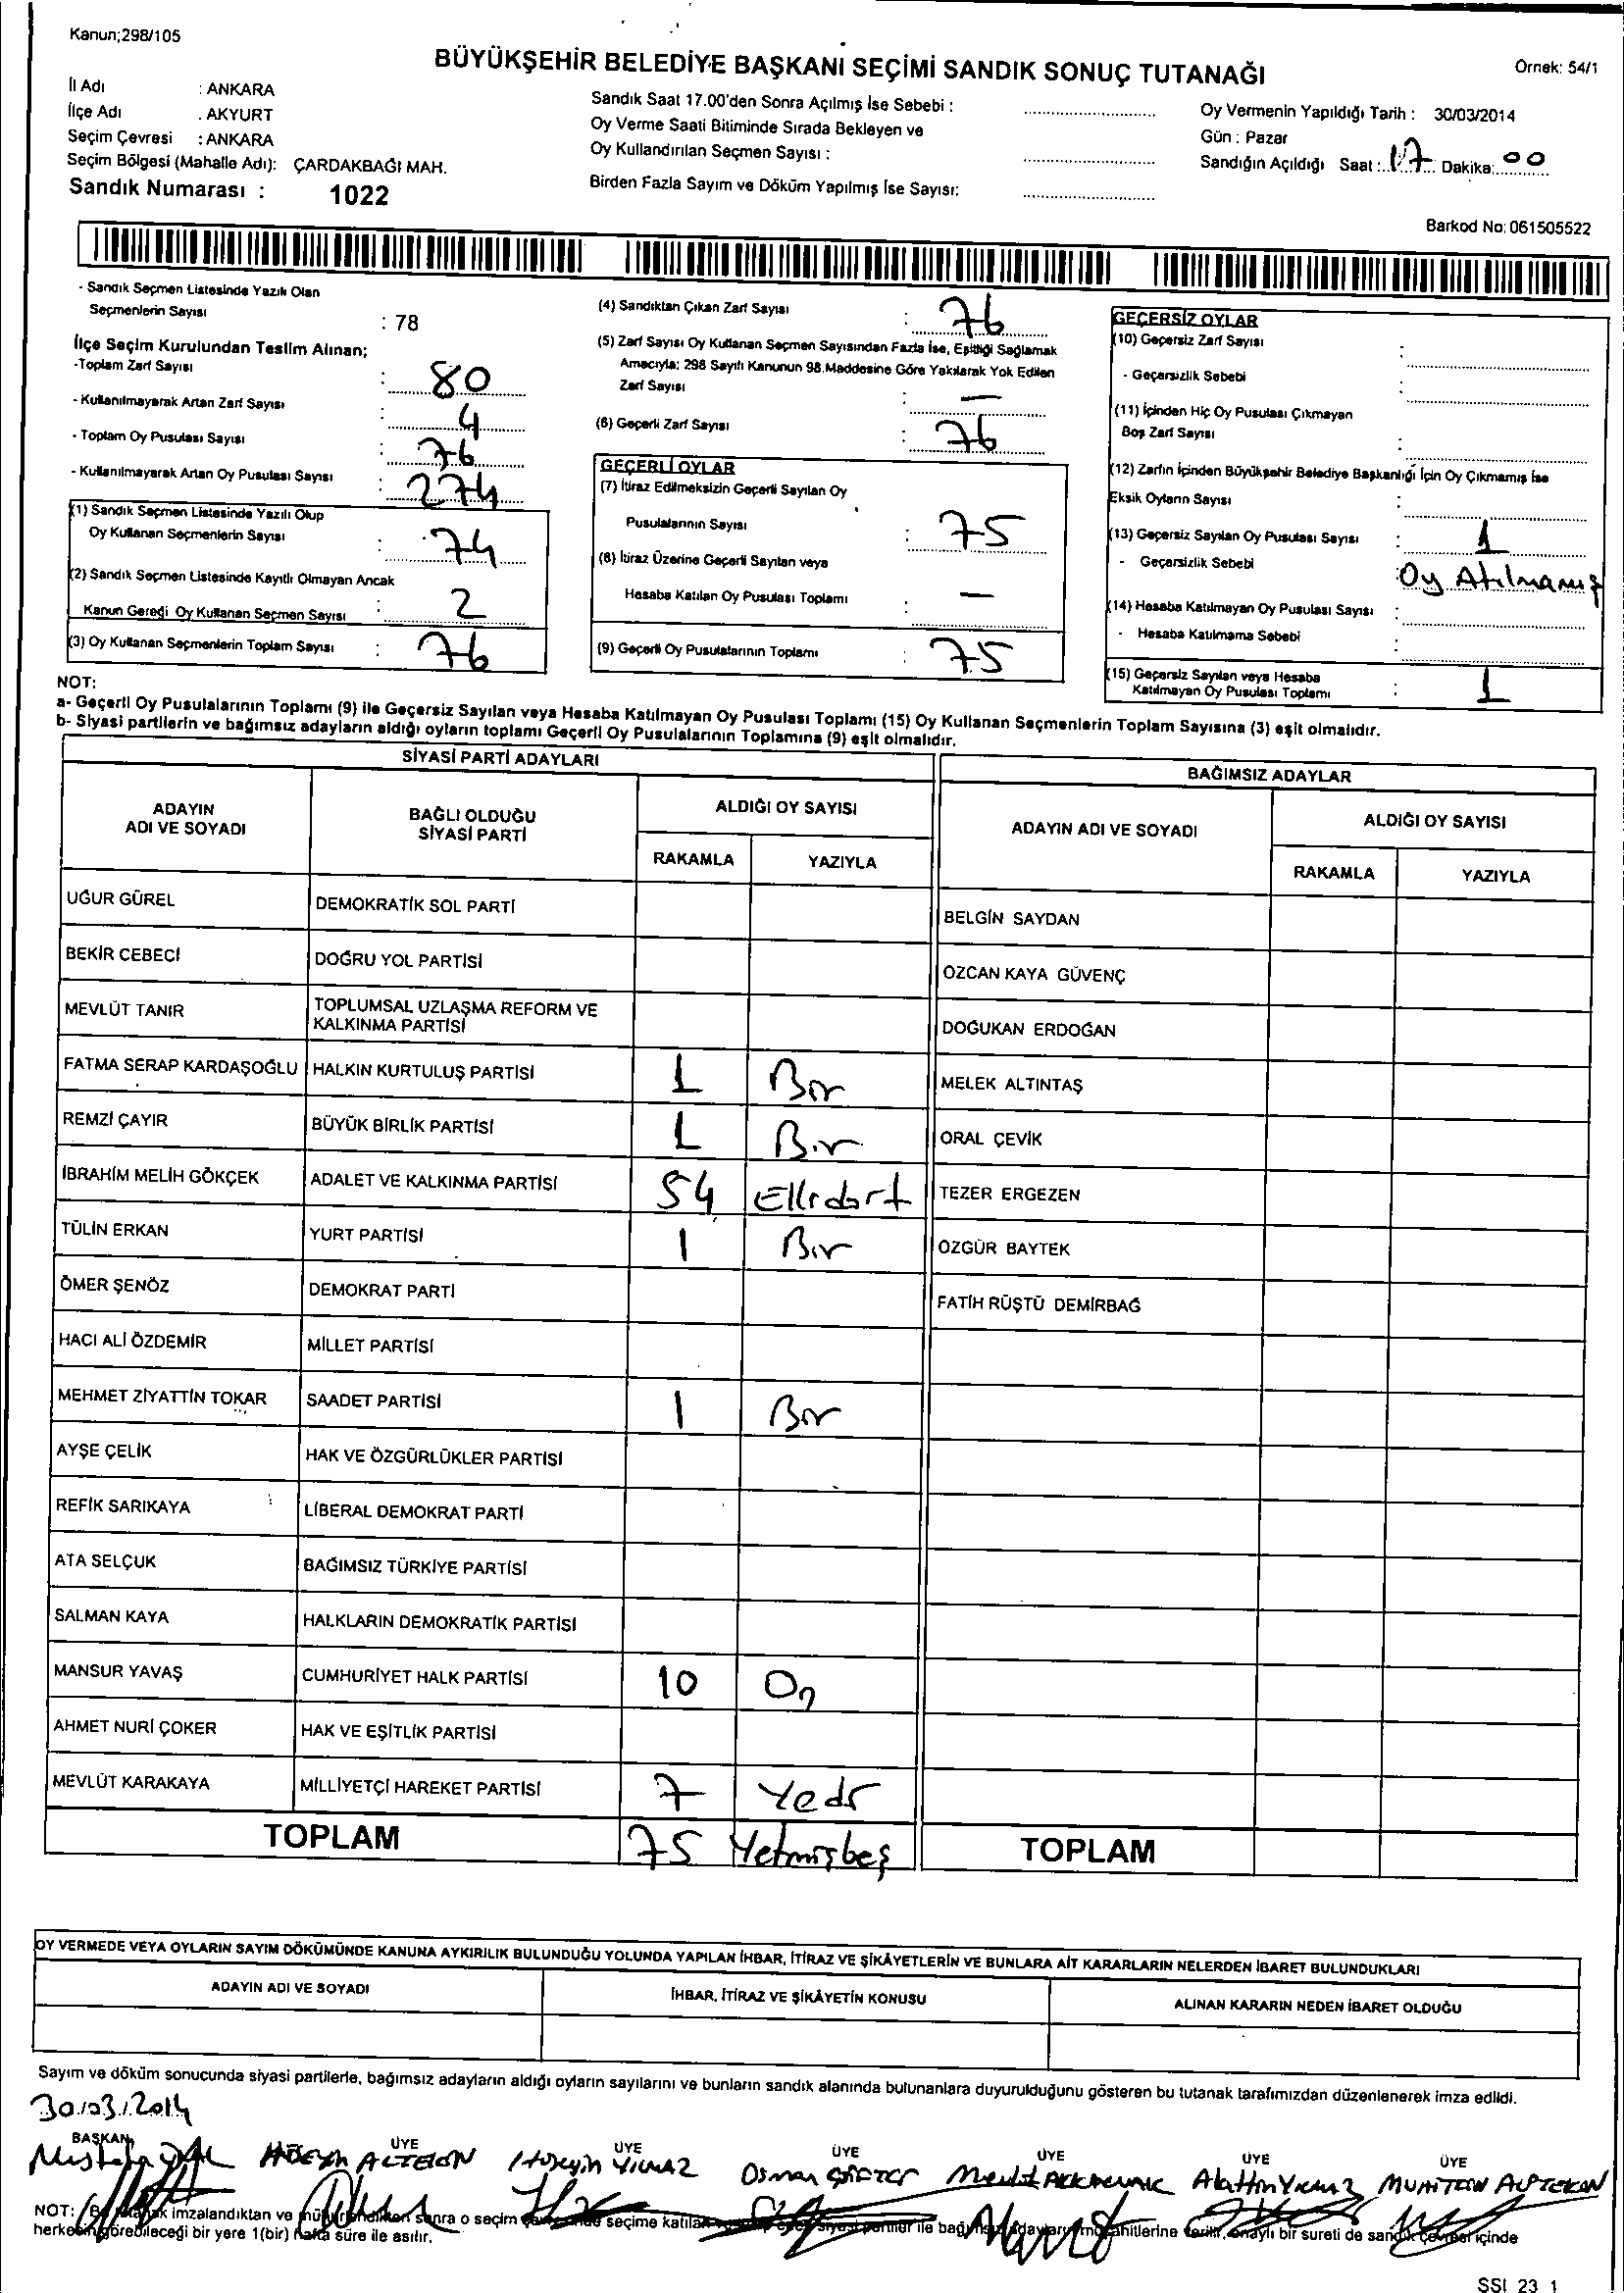 Kanun;298/105
BÜYÜKŞEHİR BELEDİYE BAŞKANI SEÇİMİ SANDIK SONUÇ TUTANAĞI
Örnek: 54/1
İl Adı : ANKARA
İlçe Adı : AKYURT
Seçim Çevresi : ANKARA
Seçim Bölgesi (Mahalle Adı): ÇARDAKBAĞI MAH.
Sandık Numarası : 1022
Sandık Saat 17.00'den Sonra Açılmış İse Sebebi :
Oy Verme Saati Bitiminde Sırada Bekleyen ve
Oy Kullandırılan Seçmen Sayısı :
Birden Fazla Sayım ve Döküm Yapılmış İse Sayısı:
Oy Vermenin Yapıldığı Tarih : 30/03/2014
Gün : Pazar
Sandığın Açıldığı Saat : 17 Dakika: 00
Barkod No: 061505522
- Sandık Seçmen Listesinde Yazılı Olan
Seçmenlerin Sayısı : 78
İlçe Seçim Kurulundan Teslim Alınan;
-Toplam Zarf Sayısı : 80
- Kullanılmayarak Artan Zarf Sayısı : 4
- Toplam Oy Pusulası Sayısı : 76
- Kullanılmayarak Artan Oy Pusulası Sayısı : 274
(1) Sandık Seçmen Listesinde Yazılı Olup
Oy Kullanan Seçmenlerin Sayısı : 74
(2) Sandık Seçmen Listesinde Kayıtlı Olmayan Ancak
Kanun Gereği Oy Kullanan Seçmen Sayısı : 2
(3) Oy Kullanan Seçmenlerin Toplam Sayısı : 76
(4) Sandıktan Çıkan Zarf Sayısı : 76
(5) Zarf Sayısı Oy Kullanan Seçmen Sayısından Fazla İse, Eşitliği Sağlamak
Amacıyla; 298 Sayılı Kanunun 98.Maddesine Göre Yakılarak Yok Edilen
Zarf Sayısı : —
(6) Geçerli Zarf Sayısı : 76
GEÇERLİ OYLAR
(7) İtiraz Edilmeksizin Geçerli Sayılan Oy
Pusulalarının Sayısı : 75
(8) İtiraz Üzerine Geçerli Sayılan veya
Hesaba Katılan Oy Pusulası Toplamı : —
(9) Geçerli Oy Pusulalarının Toplamı : 75
GEÇERSİZ OYLAR
(10) Geçersiz Zarf Sayısı :
- Geçersizlik Sebebi :
(11) İçinden Hiç Oy Pusulası Çıkmayan
Boş Zarf Sayısı :
(12) Zarfın İçinden Büyükşehir Belediye Başkanlığı İçin Oy Çıkmamış İse
Eksik Oyların Sayısı :
(13) Geçersiz Sayılan Oy Pusulası Sayısı : 1
- Geçersizlik Sebebi : Oy Atılmamış
(14) Hesaba Katılmayan Oy Pusulası Sayısı :
- Hesaba Katılmama Sebebi :
(15) Geçersiz Sayılan veya Hesaba
Katılmayan Oy Pusulası Toplamı : 1
NOT:
a- Geçerli Oy Pusulalarının Toplamı (9) ile Geçersiz Sayılan veya Hesaba Katılmayan Oy Pusulası Toplamı (15) Oy Kullanan Seçmenlerin Toplam Sayısına (3) eşit olmalıdır.
b- Siyasi partilerin ve bağımsız adayların aldığı oyların toplamı Geçerli Oy Pusulalarının Toplamına (9) eşit olmalıdır.
SİYASİ PARTİ ADAYLARI
ADAYIN ADI VE SOYADI BAĞLI OLDUĞU SİYASİ PARTİ ALDIĞI OY SAYISI
RAKAMLA YAZIYLA
UĞUR GÜREL DEMOKRATİK SOL PARTİ
BEKİR CEBECİ DOĞRU YOL PARTİSİ
MEVLÜT TANIR TOPLUMSAL UZLAŞMA REFORM VE KALKINMA PARTİSİ
FATMA SERAP KARDAŞOĞLU HALKIN KURTULUŞ PARTİSİ 1 Bir
REMZİ ÇAYIR BÜYÜK BİRLİK PARTİSİ 1 Bir
İBRAHİM MELİH GÖKÇEK ADALET VE KALKINMA PARTİSİ 54 Ellidört
TÜLİN ERKAN YURT PARTİSİ 1 Bir
ÖMER ŞENÖZ DEMOKRAT PARTİ
HACI ALİ ÖZDEMİR MİLLET PARTİSİ
MEHMET ZİYATTİN TOKAR SAADET PARTİSİ 1 Bir
AYŞE ÇELİK HAK VE ÖZGÜRLÜKLER PARTİSİ
REFİK SARIKAYA LİBERAL DEMOKRAT PARTİ
ATA SELÇUK BAĞIMSIZ TÜRKİYE PARTİSİ
SALMAN KAYA HALKLARIN DEMOKRATİK PARTİSİ
MANSUR YAVAŞ CUMHURİYET HALK PARTİSİ 10 On
AHMET NURİ ÇOKER HAK VE EŞİTLİK PARTİSİ
MEVLÜT KARAKAYA MİLLİYETÇİ HAREKET PARTİSİ 7 Yedi
TOPLAM 75 Yetmişbeş
BAĞIMSIZ ADAYLAR
ADAYIN ADI VE SOYADI ALDIĞI OY SAYISI
RAKAMLA YAZIYLA
BELGİN SAYDAN
ÖZCAN KAYA GÜVENÇ
DOĞUKAN ERDOĞAN
MELEK ALTINTAŞ
ORAL ÇEVİK
TEZER ERGEZEN
ÖZGÜR BAYTEK
FATİH RÜŞTÜ DEMİRBAĞ
TOPLAM
OY VERMEDE VEYA OYLARIN SAYIM DÖKÜMÜNDE KANUNA AYKIRILIK BULUNDUĞU YOLUNDA YAPILAN İHBAR, İTİRAZ VE ŞİKÂYETLERİN VE BUNLARA AİT KARARLARIN NELERDEN İBARET BULUNDUKLARI
ADAYIN ADI VE SOYADI İHBAR, İTİRAZ VE ŞİKÂYETİN KONUSU ALINAN KARARIN NEDEN İBARET OLDUĞU
Sayım ve döküm sonucunda siyasi partilerle, bağımsız adayların aldığı oyların sayılarını ve bunların sandık alanında bulunanlara duyurulduğunu gösteren bu tutanak tarafımızdan düzenlenerek imza edildi.
30.03.2014
BAŞKAN ÜYE ÜYE ÜYE ÜYE ÜYE ÜYE
Mustafa Hüseyin Hüseyin YILMAZ Osman Mevlüt Alattin YILMAZ
NOT: imzalandıktan ve sonra o seçim seçime katılan siyasi partiler ile bağımsız adayların müşahitlerine verilir, onaylı bir sureti de sandık çevresi içinde
herkesin görebileceği bir yere 1(bir) hafta süre ile asılır.
SSI 23 1